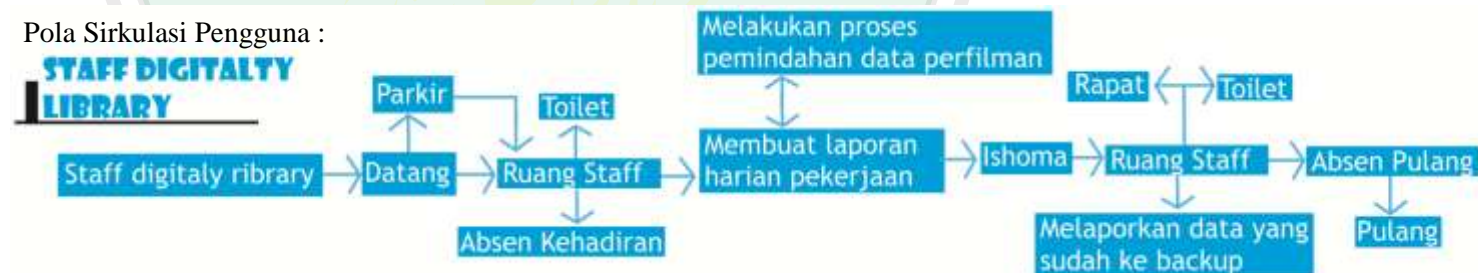 Pola Sirkulasi Pengguna :
STAFF DIGITALTY
LIBRARY
Staff digitaly ribrary
Datang
Parkir
Ruang Staff
Toilet
Absen Kehadiran
Melakukan proses
pemindahan data perfilman
Membuat laporan
harian pekerjaan
Ishoma
Ruang Staff
Rapat
Toilet
Melaporkan data yang
sudah ke backup
Absen Pulang
Pulang